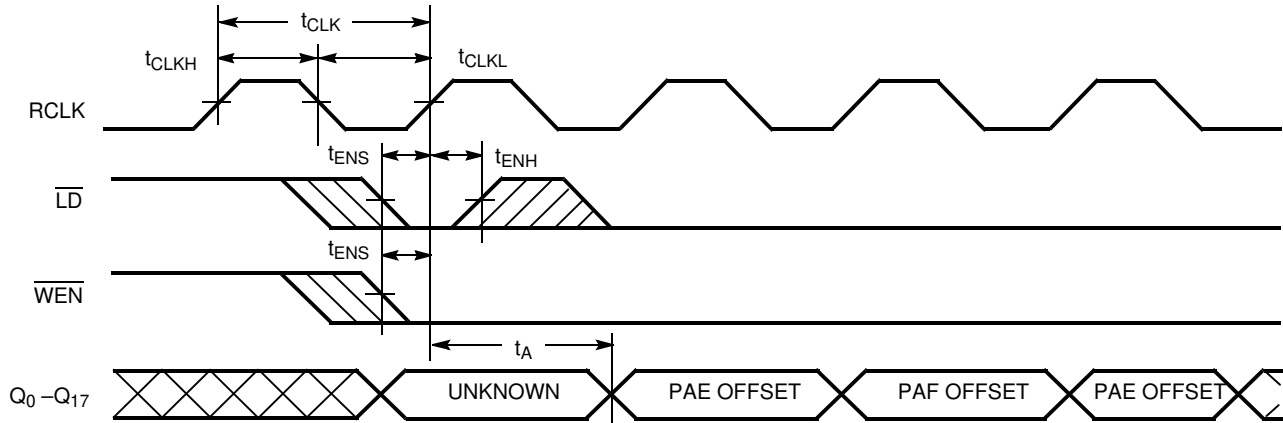 tCLK
tCLKH
tCLKL
RCLK
tENS
tENH
LD
tENS
WEN
tA
Q0 –Q17
UNKNOWN
PAE OFFSET
PAF OFFSET
PAE OFFSET